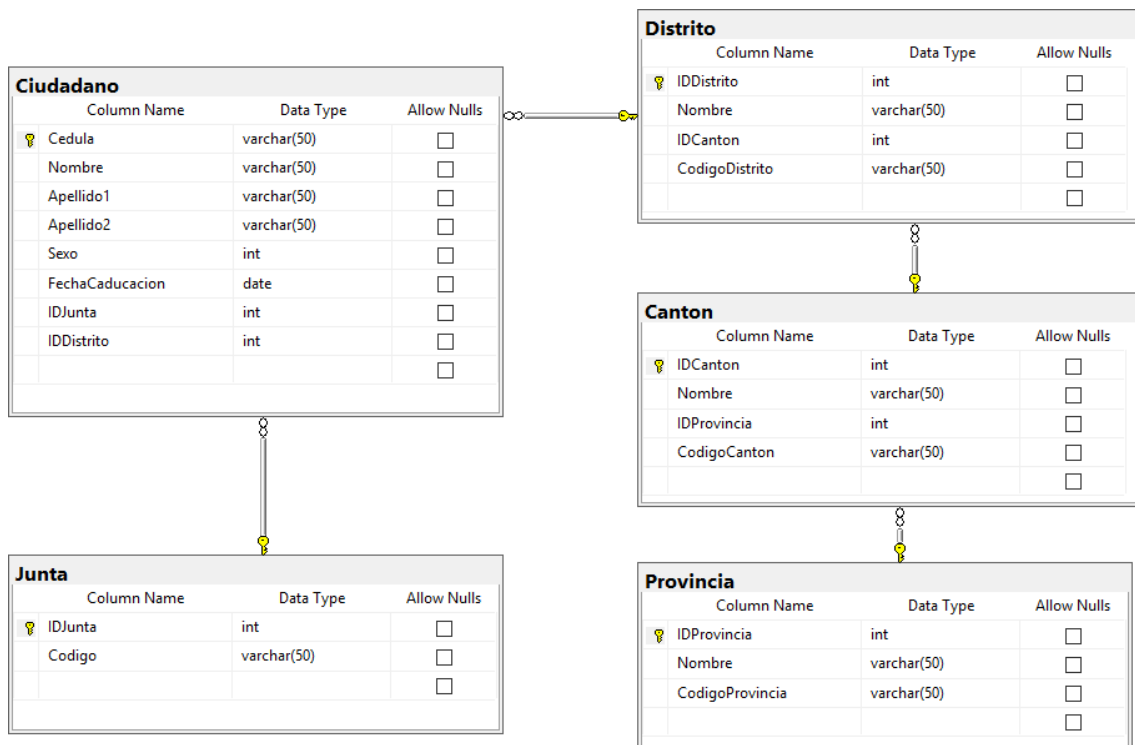 Ciudadano
Column Name Data Type Allow Nulls
Cedula varchar(50)
Nombre varchar(50)
Apellido1 varchar(50)
Apellido2 varchar(50)
Sexo int
FechaCaducacion date
IDJunta int
IDDistrito int
Distrito
Column Name Data Type Allow Nulls
IDDistrito int
Nombre varchar(50)
IDCanton int
CodigoDistrito varchar(50)
Canton
Column Name Data Type Allow Nulls
IDCanton int
Nombre varchar(50)
IDProvincia int
CodigoCanton varchar(50)
Junta
Column Name Data Type Allow Nulls
IDJunta int
Codigo varchar(50)
Provincia
Column Name Data Type Allow Nulls
IDProvincia int
Nombre varchar(50)
CodigoProvincia varchar(50)